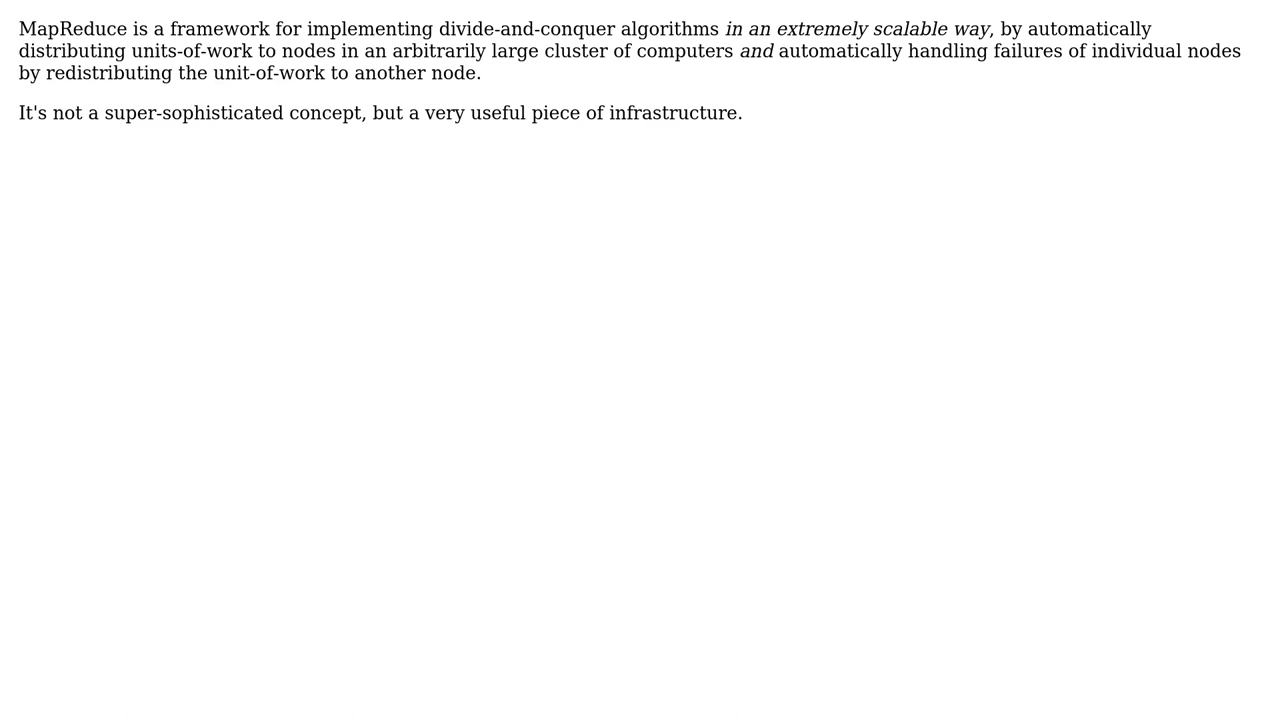 MapReduce is a framework for implementing divide-and-conquer algorithms in an extremely scalable way, by automatically
distributing units-of-work to nodes in an arbitrarily large cluster of computers and automatically handling failures of individual nodes
by redistributing the unit-of-work to another node.
It's not a super-sophisticated concept, but a very useful piece of infrastructure.